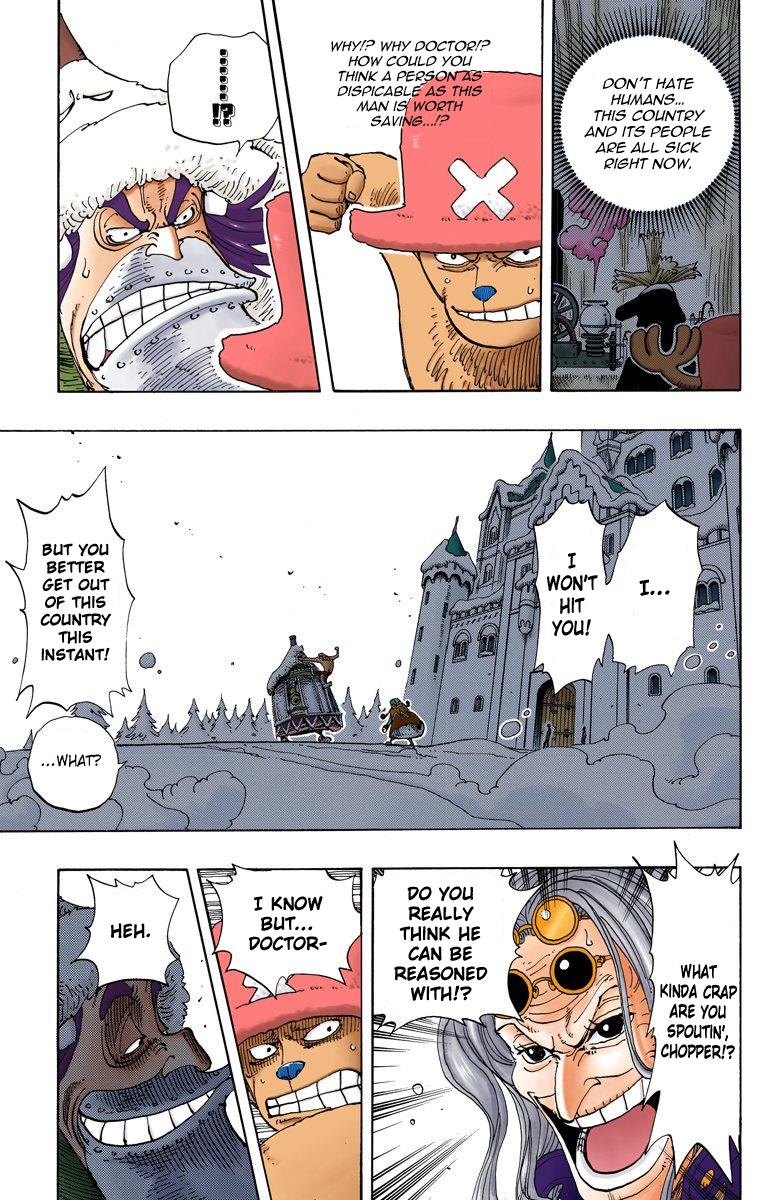 DON'T HATE
HUMANS...
THIS COUNTRY
AND ITS PEOPLE
ARE ALL SICK
RIGHT NOW.
WHY!? WHY DOCTOR!?
HOW COULD YOU
THINK A PERSON AS
DISPICABLE AS THIS
MAN IS WORTH
SAVING...!?
......!?
I...
I
WON'T
HIT
YOU!
BUT YOU
BETTER
GET OUT
OF THIS
COUNTRY
THIS
INSTANT!
...WHAT?
WHAT
KINDA CRAP
ARE YOU
SPOUTIN',
CHOPPER!?
DO YOU
REALLY
THINK HE
CAN BE
REASONED
WITH!?
I KNOW
BUT...
DOCTOR-
HEH.